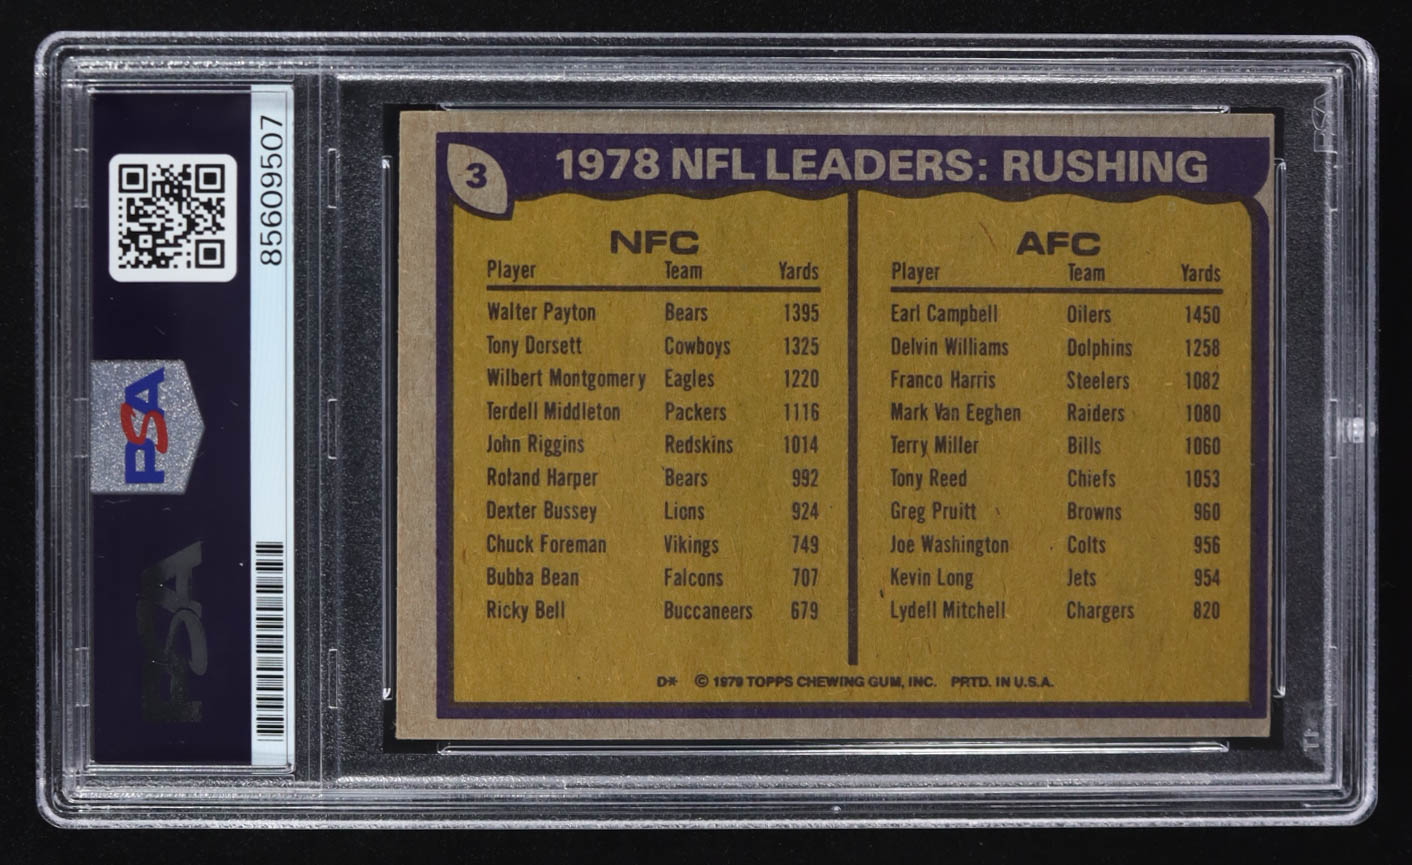 3
1978 NFL LEADERS: RUSHING
NFC
Player Team Yards
Walter Payton Bears 1395
Tony Dorsett Cowboys 1325
Wilbert Montgomery Eagles 1220
Terdell Middleton Packers 1116
John Riggins Redskins 1014
Roland Harper Bears 992
Dexter Bussey Lions 924
Chuck Foreman Vikings 749
Bubba Bean Falcons 707
Ricky Bell Buccaneers 679
AFC
Player Team Yards
Earl Campbell Oilers 1450
Delvin Williams Dolphins 1258
Franco Harris Steelers 1082
Mark Van Eeghen Raiders 1080
Terry Miller Bills 1060
Tony Reed Chiefs 1053
Greg Pruitt Browns 960
Joe Washington Colts 956
Kevin Long Jets 954
Lydell Mitchell Chargers 820
D* © 1979 TOPPS CHEWING GUM, INC. PRTD. IN U.S.A.
85609507
PSA
PSA
PSA